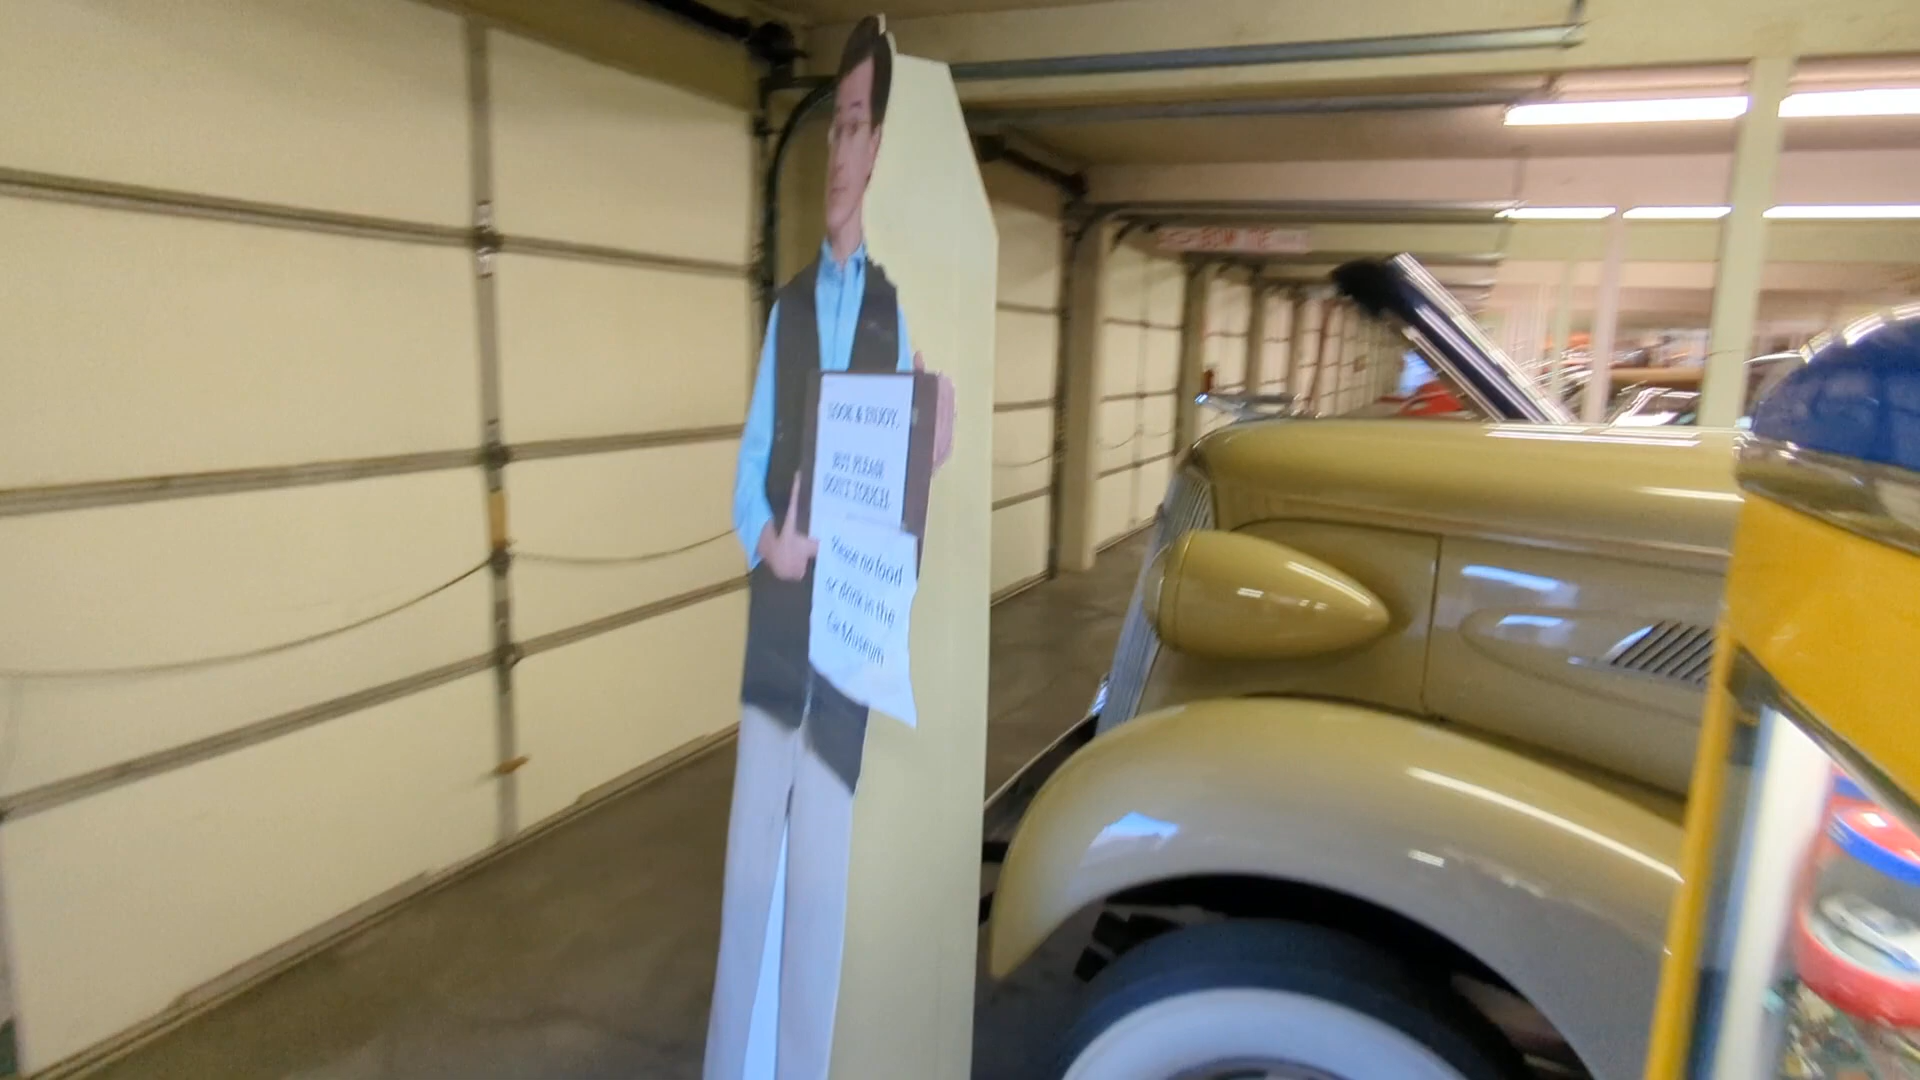 LOOK & ENJOY,
BUT PLEASE
DON'T TOUCH.
Please no food
or drink in the
Car Museum